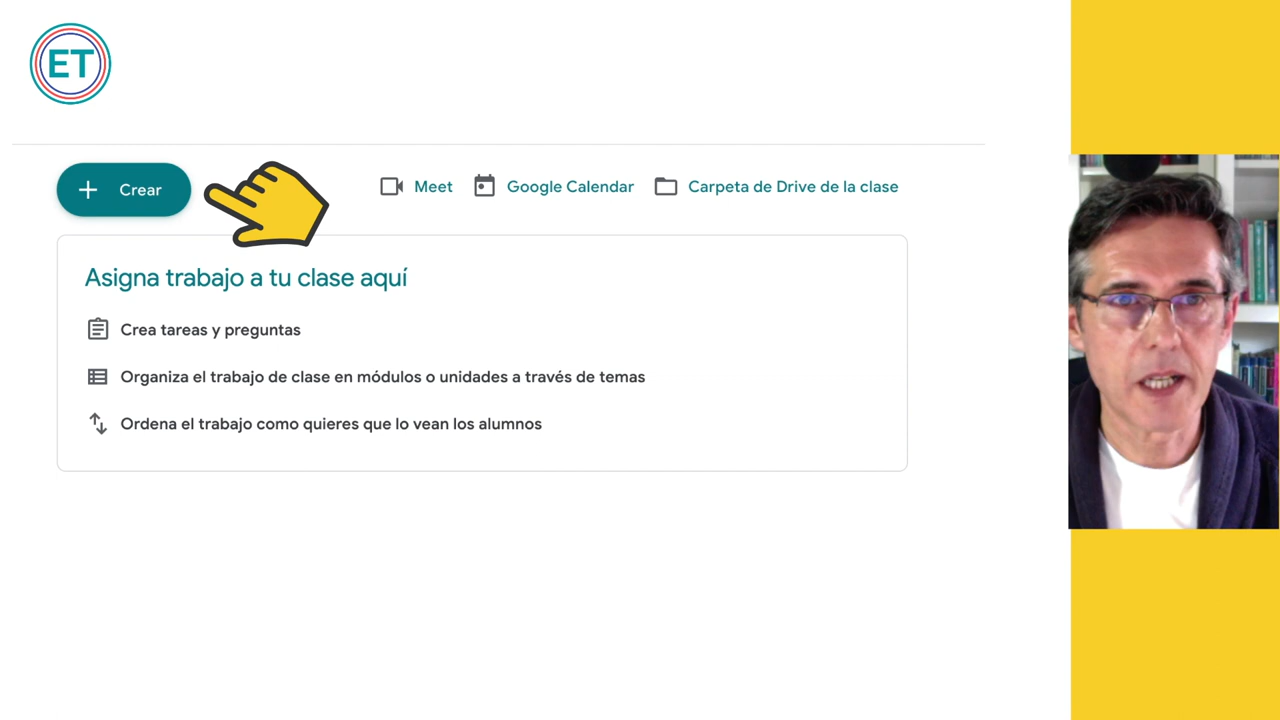 ET
Crear
Meet
Google Calendar
Carpeta de Drive de la clase
Asigna trabajo a tu clase aquí
Crea tareas y preguntas
Organiza el trabajo de clase en módulos o unidades a través de temas
Ordena el trabajo como quieres que lo vean los alumnos